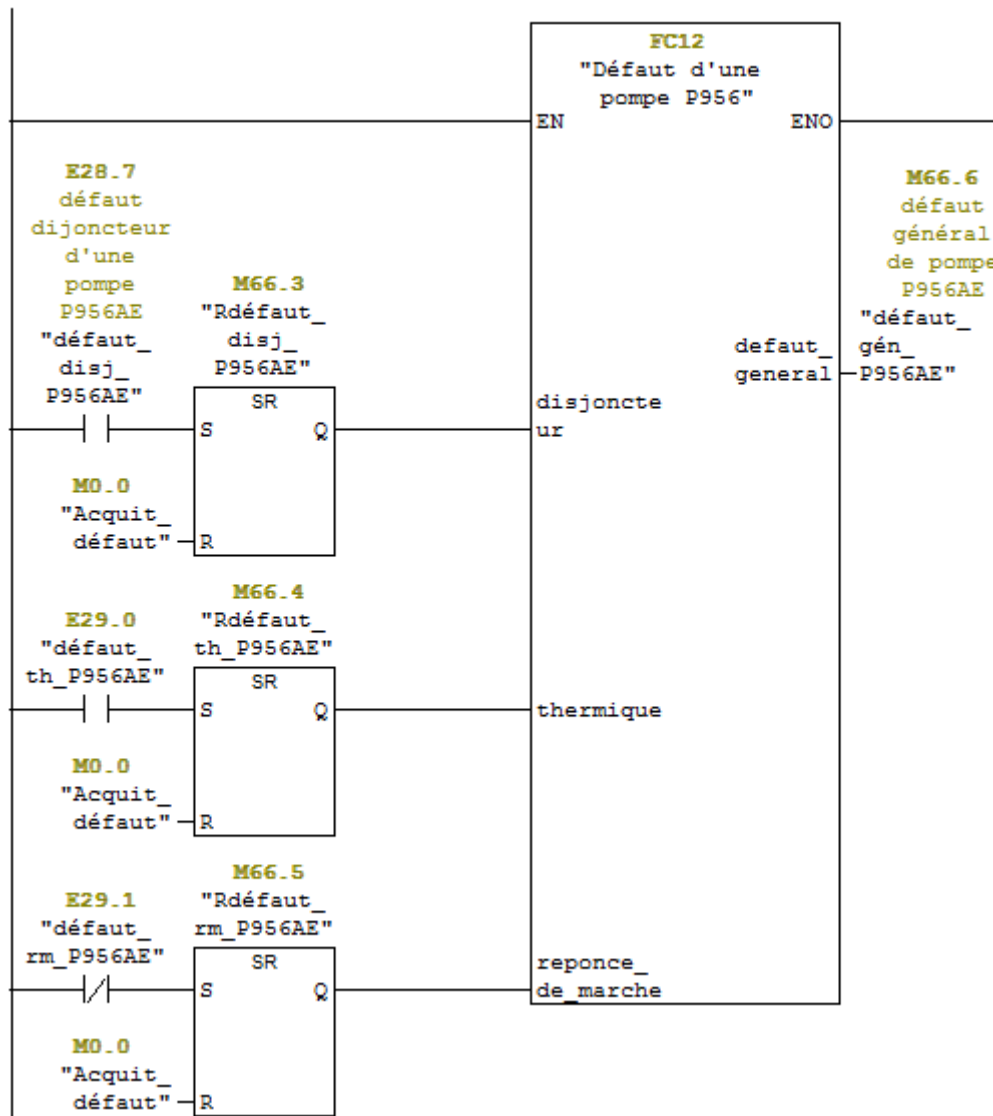 FC12
"Défaut d'une
pompe P956"
EN
ENO
E28.7
défaut
dijoncteur
d'une
pompe
P956AE
"défaut_
disj_
P956AE"
M66.3
"Rdéfaut_
disj_
P956AE"
SR
S
Q
M0.0
"Acquit_
défaut"
R
disjoncte
ur
M66.6
défaut
général
de pompe
P956AE
"défaut_
gén_
P956AE"
defaut_
general
E29.0
"défaut_
th_P956AE"
M66.4
"Rdéfaut_
th_P956AE"
SR
S
Q
thermique
M0.0
"Acquit_
défaut"
R
E29.1
"défaut_
rm_P956AE"
M66.5
"Rdéfaut_
rm_P956AE"
SR
S
Q
reponce_
de_marche
M0.0
"Acquit_
défaut"
R